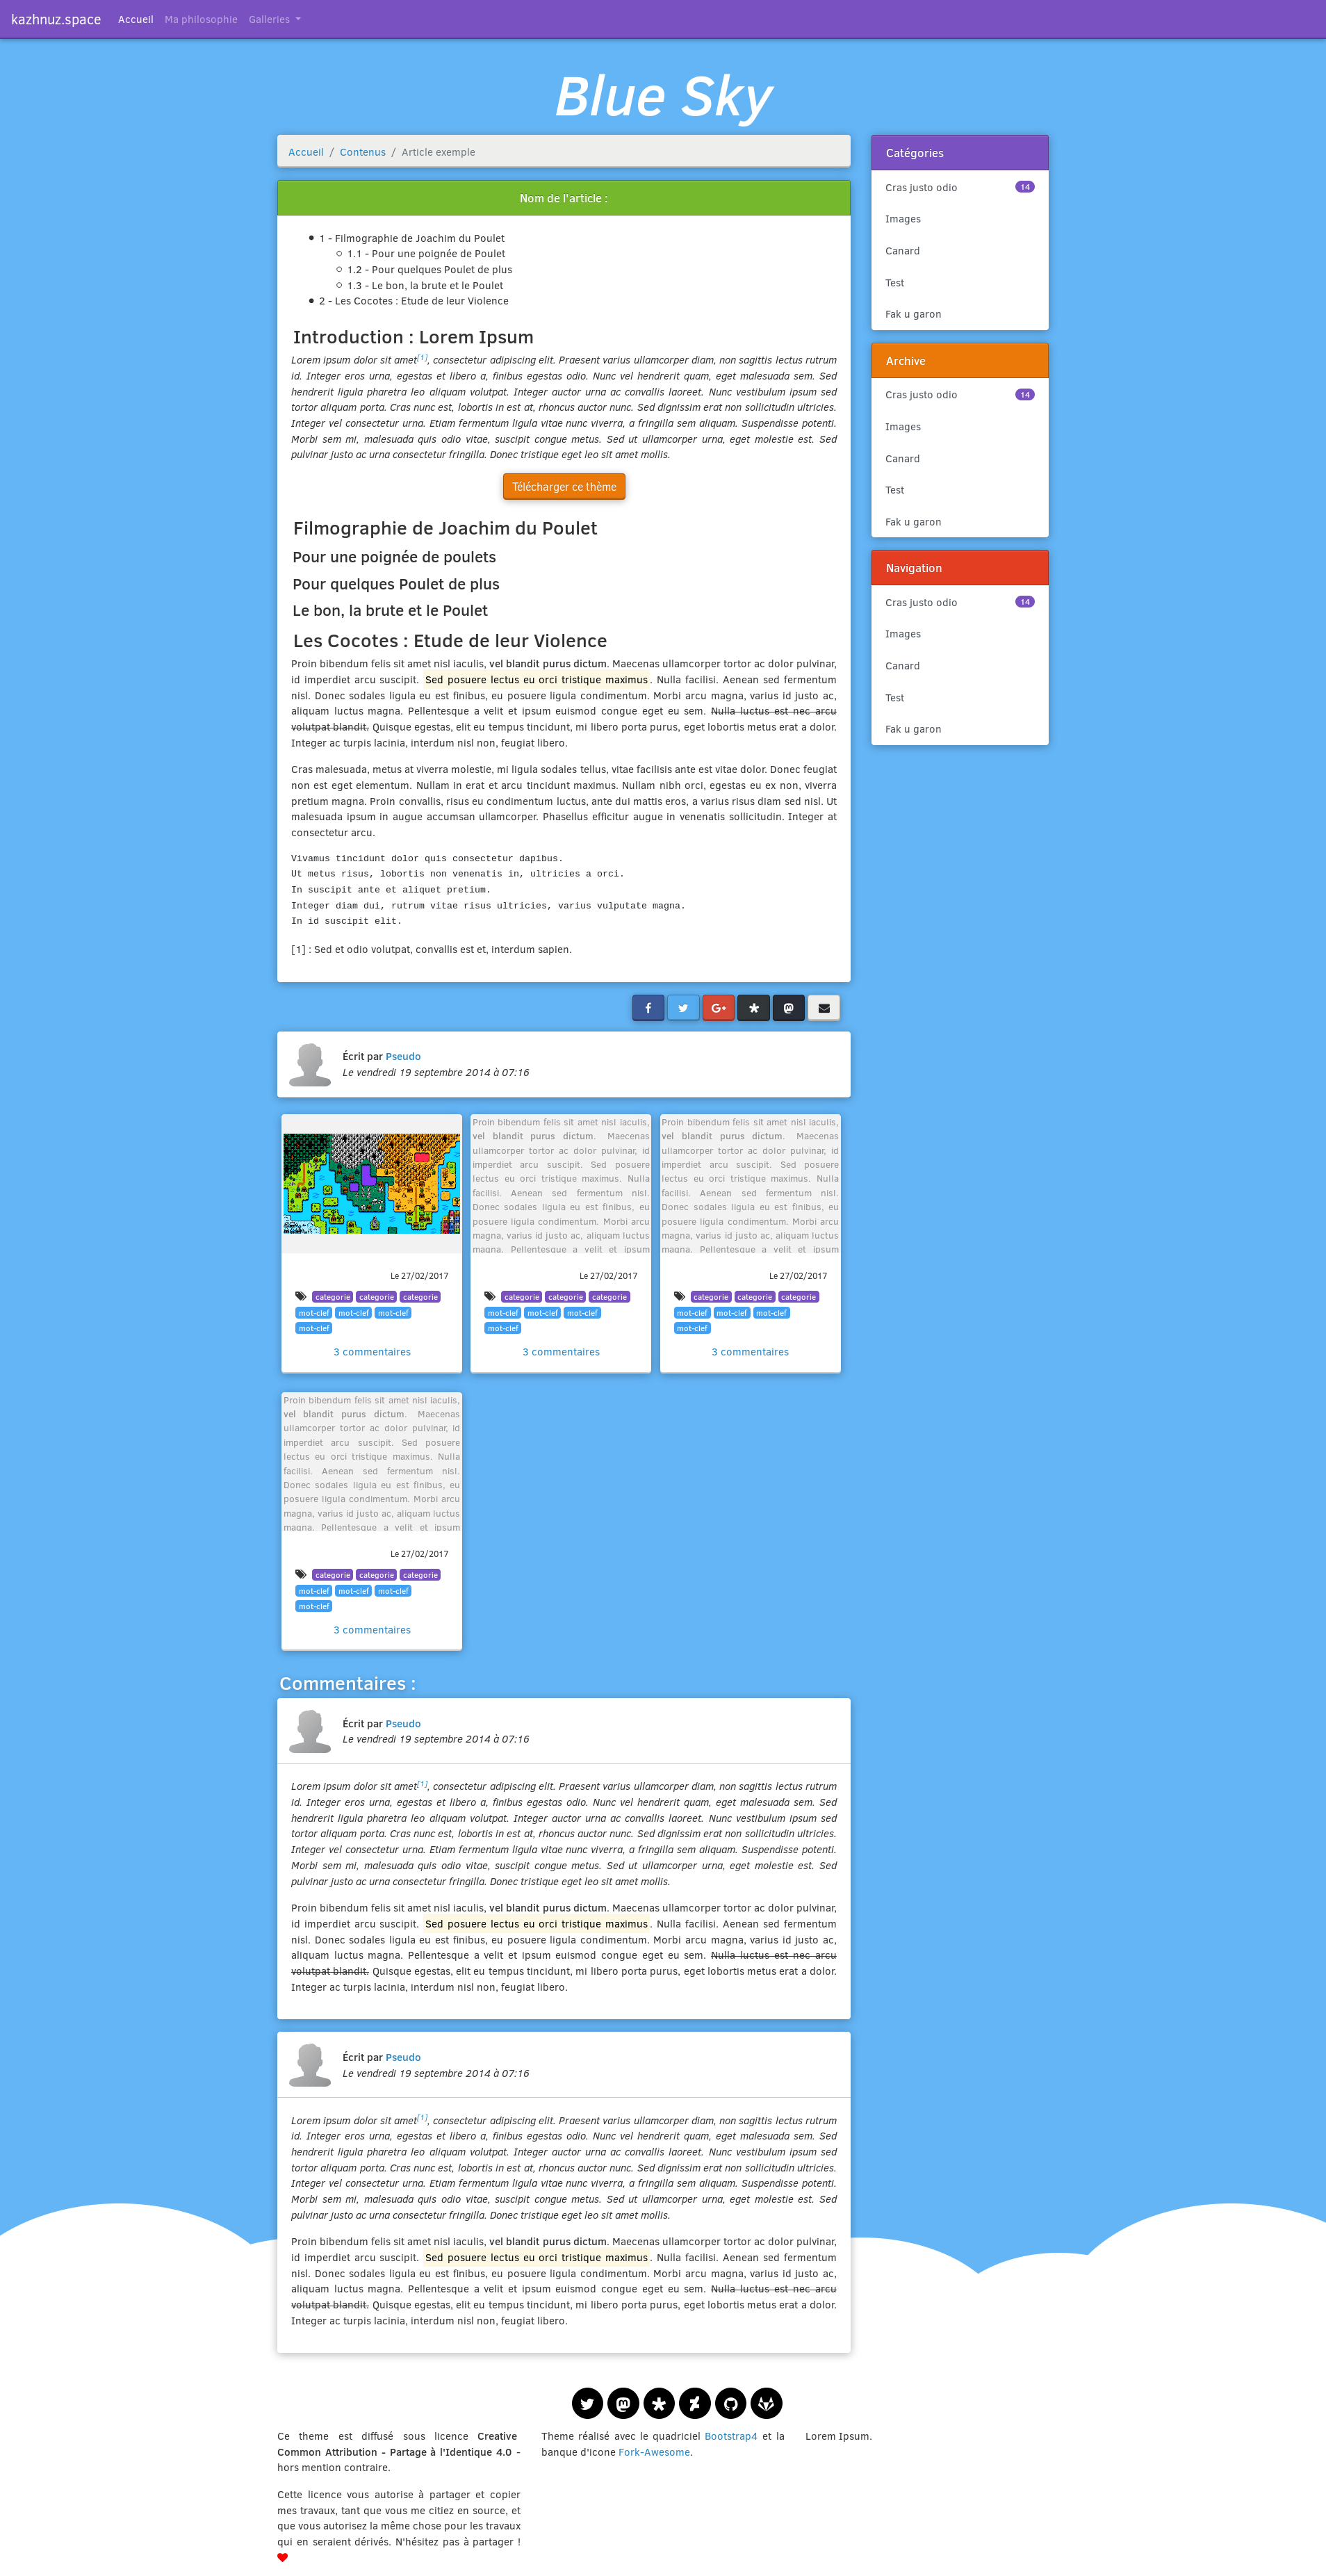 kazhnuz.space Accueil Ma philosophie Galleries
Blue Sky
Accueil / Contenus / Article exemple
Nom de l'article :
1 - Filmographie de Joachim du Poulet
1.1 - Pour une poignée de Poulet
1.2 - Pour quelques Poulet de plus
1.3 - Le bon, la brute et le Poulet
2 - Les Cocotes : Etude de leur Violence
Introduction : Lorem Ipsum
Lorem ipsum dolor sit amet[1], consectetur adipiscing elit. Praesent varius ullamcorper diam, non sagittis lectus rutrum
id. Integer eros urna, egestas et libero a, finibus egestas odio. Nunc vel hendrerit quam, eget malesuada sem. Sed
hendrerit ligula pharetra leo aliquam volutpat. Integer auctor urna ac convallis laoreet. Nunc vestibulum ipsum sed
tortor aliquam porta. Cras nunc est, lobortis in est at, rhoncus auctor nunc. Sed dignissim erat non sollicitudin ultricies.
Integer vel consectetur urna. Etiam fermentum ligula vitae nunc viverra, a fringilla sem aliquam. Suspendisse potenti.
Morbi sem mi, malesuada quis odio vitae, suscipit congue metus. Sed ut ullamcorper urna, eget molestie est. Sed
pulvinar justo ac urna consectetur fringilla. Donec tristique eget leo sit amet mollis.
Télécharger ce thème
Filmographie de Joachim du Poulet
Pour une poignée de poulets
Pour quelques Poulet de plus
Le bon, la brute et le Poulet
Les Cocotes : Etude de leur Violence
Proin bibendum felis sit amet nisl iaculis, vel blandit purus dictum. Maecenas ullamcorper tortor ac dolor pulvinar,
id imperdiet arcu suscipit. Sed posuere lectus eu orci tristique maximus. Nulla facilisi. Aenean sed fermentum
nisl. Donec sodales ligula eu est finibus, eu posuere ligula condimentum. Morbi arcu magna, varius id justo ac,
aliquam luctus magna. Pellentesque a velit et ipsum euismod congue eget eu sem. Nulla luctus est nec arcu
volutpat blandit. Quisque egestas, elit eu tempus tincidunt, mi libero porta purus, eget lobortis metus erat a dolor.
Integer ac turpis lacinia, interdum nisl non, feugiat libero.
Cras malesuada, metus at viverra molestie, mi ligula sodales tellus, vitae facilisis ante est vitae dolor. Donec feugiat
non est eget elementum. Nullam in erat et arcu tincidunt maximus. Nullam nibh orci, egestas eu ex non, viverra
pretium magna. Proin convallis, risus eu condimentum luctus, ante dui mattis eros, a varius risus diam sed nisl. Ut
malesuada ipsum in augue accumsan ullamcorper. Phasellus efficitur augue in venenatis sollicitudin. Integer at
consectetur arcu.
Vivamus tincidunt dolor quis consectetur dapibus.
Ut metus risus, lobortis non venenatis in, ultricies a orci.
In suscipit ante et aliquet pretium.
Integer diam dui, rutrum vitae risus ultricies, varius vulputate magna.
In id suscipit elit.
[1] : Sed et odio volutpat, convallis est et, interdum sapien.
Écrit par Pseudo
Le vendredi 19 septembre 2014 à 07:16
Le 27/02/2017
categorie categorie categorie
mot-clef mot-clef mot-clef
mot-clef
3 commentaires
Proin bibendum felis sit amet nisl iaculis,
vel blandit purus dictum. Maecenas
ullamcorper tortor ac dolor pulvinar, id
imperdiet arcu suscipit. Sed posuere
lectus eu orci tristique maximus. Nulla
facilisi. Aenean sed fermentum nisl.
Donec sodales ligula eu est finibus, eu
posuere ligula condimentum. Morbi arcu
magna, varius id justo ac, aliquam luctus
magna. Pellentesque a velit et ipsum
Le 27/02/2017
categorie categorie categorie
mot-clef mot-clef mot-clef
mot-clef
3 commentaires
Proin bibendum felis sit amet nisl iaculis,
vel blandit purus dictum. Maecenas
ullamcorper tortor ac dolor pulvinar, id
imperdiet arcu suscipit. Sed posuere
lectus eu orci tristique maximus. Nulla
facilisi. Aenean sed fermentum nisl.
Donec sodales ligula eu est finibus, eu
posuere ligula condimentum. Morbi arcu
magna, varius id justo ac, aliquam luctus
magna. Pellentesque a velit et ipsum
Le 27/02/2017
categorie categorie categorie
mot-clef mot-clef mot-clef
mot-clef
3 commentaires
Proin bibendum felis sit amet nisl iaculis,
vel blandit purus dictum. Maecenas
ullamcorper tortor ac dolor pulvinar, id
imperdiet arcu suscipit. Sed posuere
lectus eu orci tristique maximus. Nulla
facilisi. Aenean sed fermentum nisl.
Donec sodales ligula eu est finibus, eu
posuere ligula condimentum. Morbi arcu
magna, varius id justo ac, aliquam luctus
magna. Pellentesque a velit et ipsum
Le 27/02/2017
categorie categorie categorie
mot-clef mot-clef mot-clef
mot-clef
3 commentaires
Commentaires :
Écrit par Pseudo
Le vendredi 19 septembre 2014 à 07:16
Lorem ipsum dolor sit amet[1], consectetur adipiscing elit. Praesent varius ullamcorper diam, non sagittis lectus rutrum
id. Integer eros urna, egestas et libero a, finibus egestas odio. Nunc vel hendrerit quam, eget malesuada sem. Sed
hendrerit ligula pharetra leo aliquam volutpat. Integer auctor urna ac convallis laoreet. Nunc vestibulum ipsum sed
tortor aliquam porta. Cras nunc est, lobortis in est at, rhoncus auctor nunc. Sed dignissim erat non sollicitudin ultricies.
Integer vel consectetur urna. Etiam fermentum ligula vitae nunc viverra, a fringilla sem aliquam. Suspendisse potenti.
Morbi sem mi, malesuada quis odio vitae, suscipit congue metus. Sed ut ullamcorper urna, eget molestie est. Sed
pulvinar justo ac urna consectetur fringilla. Donec tristique eget leo sit amet mollis.
Proin bibendum felis sit amet nisl iaculis, vel blandit purus dictum. Maecenas ullamcorper tortor ac dolor pulvinar,
id imperdiet arcu suscipit. Sed posuere lectus eu orci tristique maximus. Nulla facilisi. Aenean sed fermentum
nisl. Donec sodales ligula eu est finibus, eu posuere ligula condimentum. Morbi arcu magna, varius id justo ac,
aliquam luctus magna. Pellentesque a velit et ipsum euismod congue eget eu sem. Nulla luctus est nec arcu
volutpat blandit. Quisque egestas, elit eu tempus tincidunt, mi libero porta purus, eget lobortis metus erat a dolor.
Integer ac turpis lacinia, interdum nisl non, feugiat libero.
Écrit par Pseudo
Le vendredi 19 septembre 2014 à 07:16
Lorem ipsum dolor sit amet[1], consectetur adipiscing elit. Praesent varius ullamcorper diam, non sagittis lectus rutrum
id. Integer eros urna, egestas et libero a, finibus egestas odio. Nunc vel hendrerit quam, eget malesuada sem. Sed
hendrerit ligula pharetra leo aliquam volutpat. Integer auctor urna ac convallis laoreet. Nunc vestibulum ipsum sed
tortor aliquam porta. Cras nunc est, lobortis in est at, rhoncus auctor nunc. Sed dignissim erat non sollicitudin ultricies.
Integer vel consectetur urna. Etiam fermentum ligula vitae nunc viverra, a fringilla sem aliquam. Suspendisse potenti.
Morbi sem mi, malesuada quis odio vitae, suscipit congue metus. Sed ut ullamcorper urna, eget molestie est. Sed
pulvinar justo ac urna consectetur fringilla. Donec tristique eget leo sit amet mollis.
Proin bibendum felis sit amet nisl iaculis, vel blandit purus dictum. Maecenas ullamcorper tortor ac dolor pulvinar,
id imperdiet arcu suscipit. Sed posuere lectus eu orci tristique maximus. Nulla facilisi. Aenean sed fermentum
nisl. Donec sodales ligula eu est finibus, eu posuere ligula condimentum. Morbi arcu magna, varius id justo ac,
aliquam luctus magna. Pellentesque a velit et ipsum euismod congue eget eu sem. Nulla luctus est nec arcu
volutpat blandit. Quisque egestas, elit eu tempus tincidunt, mi libero porta purus, eget lobortis metus erat a dolor.
Integer ac turpis lacinia, interdum nisl non, feugiat libero.
Catégories
Cras justo odio 14
Images
Canard
Test
Fak u garon
Archive
Cras justo odio 14
Images
Canard
Test
Fak u garon
Navigation
Cras justo odio 14
Images
Canard
Test
Fak u garon
Ce theme est diffusé sous licence Creative
Common Attribution - Partage à l'Identique 4.0 -
hors mention contraire.
Cette licence vous autorise à partager et copier
mes travaux, tant que vous me citiez en source, et
que vous autorisez la même chose pour les travaux
qui en seraient dérivés. N'hésitez pas à partager !
Theme réalisé avec le quadriciel Bootstrap4 et la
banque d'icone Fork-Awesome.
Lorem Ipsum.